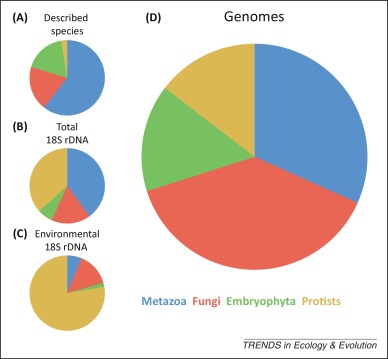 (A) Described
species
(B) Total
18S rDNA
(C) Environmental
18S rDNA
(D) Genomes
Metazoa Fungi Embryophyta Protists
TRENDS in Ecology & Evolution